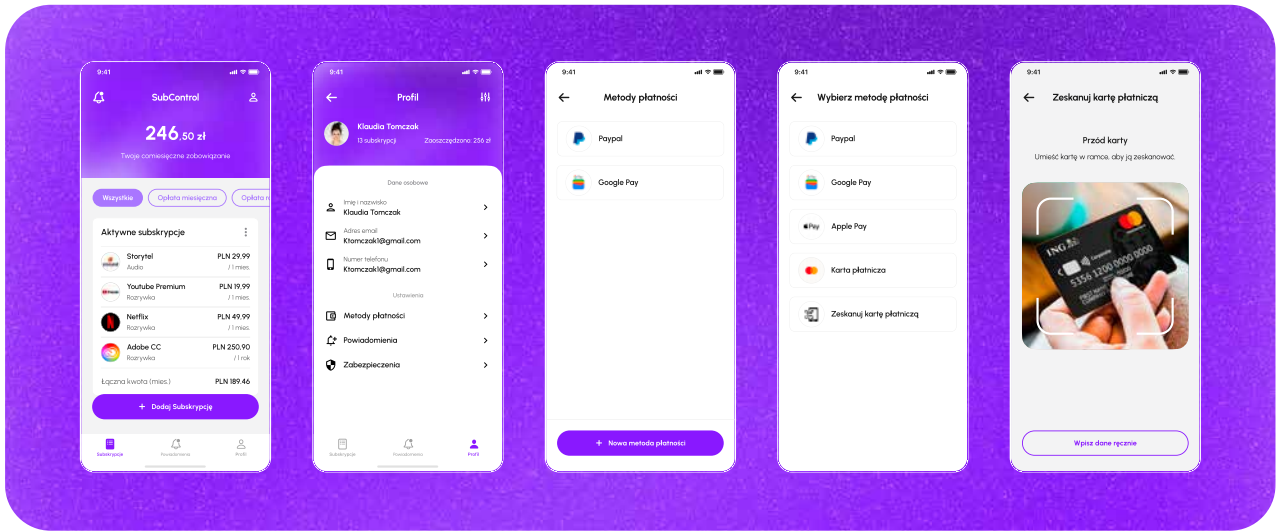 9:41
SubControl
246,50 zł
Twoje comiesięczne zobowiązanie
Wszystkie
Opłata miesięczna
Opłata r
Aktywne subskrypcje
Storytel
PLN 29,99
Audio
/ 1 mies.
Youtube Premium
PLN 19,99
Rozrywka
/ 1 mies.
Netflix
PLN 49,99
Rozrywka
/ 1 mies.
Adobe CC
PLN 250,90
Rozrywka
/ 1 rok
Łączna kwota (mies.)
PLN 189.46
+ Dodaj Subskrypcję
Subskrypcje
Powiadomienia
Profil
9:41
Profil
Klaudia Tomczak
13 subskrypcji
Zaoszczędzono: 256 zł
Dane osobowe
Imię i nazwisko
Klaudia Tomczak
Adres email
Ktomczak1@gmail.com
Numer telefonu
Ktomczak1@gmail.com
Ustawienia
Metody płatności
Powiadomienia
Zabezpieczenia
Subskrypcje
Powiadomienia
Profil
9:41
Metody płatności
Paypal
Google Pay
+ Nowa metoda płatności
9:41
Wybierz metodę płatności
Paypal
Google Pay
Pay
Apple Pay
Karta płatnicza
Zeskanuj kartę płatniczą
9:41
Zeskanuj kartę płatniczą
Przód karty
Umieść kartę w ramce, aby ją zeskanować.
ING
Corporate
5356 1200 0000 0000
FIRST NAME
Wpisz dane ręcznie